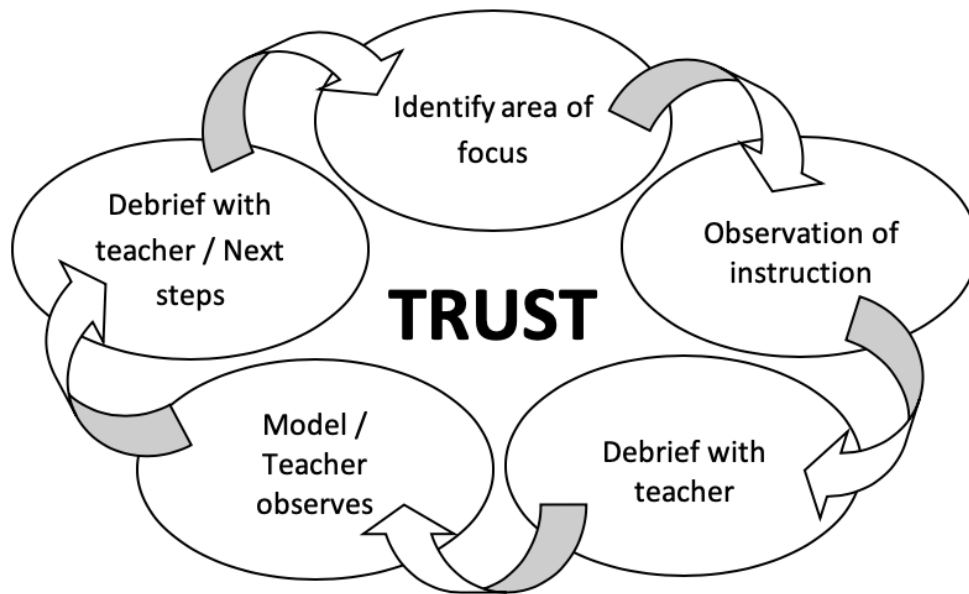 Identify area of
focus
Observation of
instruction
Debrief with
teacher
Model /
Teacher
observes
Debrief with
teacher / Next
steps
TRUST